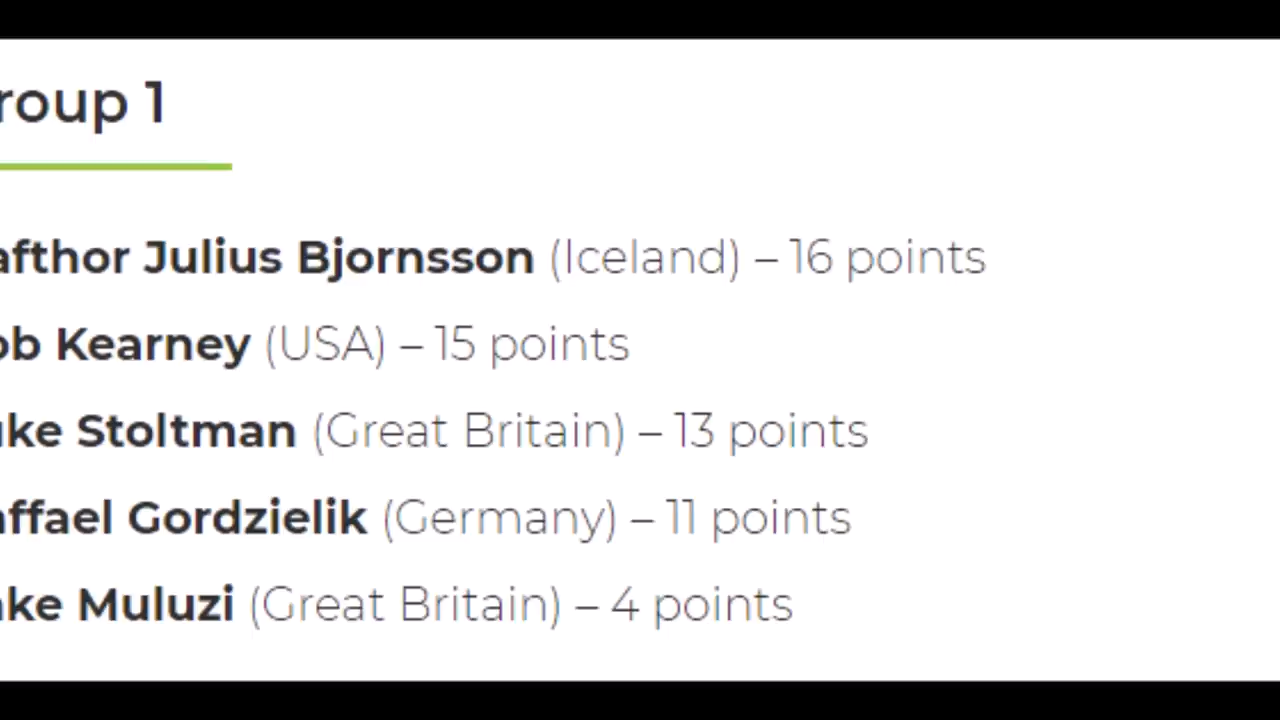 roup 1
afthor Julius Bjornsson (Iceland) – 16 points
ob Kearney (USA) – 15 points
uke Stoltman (Great Britain) – 13 points
affael Gordzielik (Germany) – 11 points
ake Muluzi (Great Britain) – 4 points